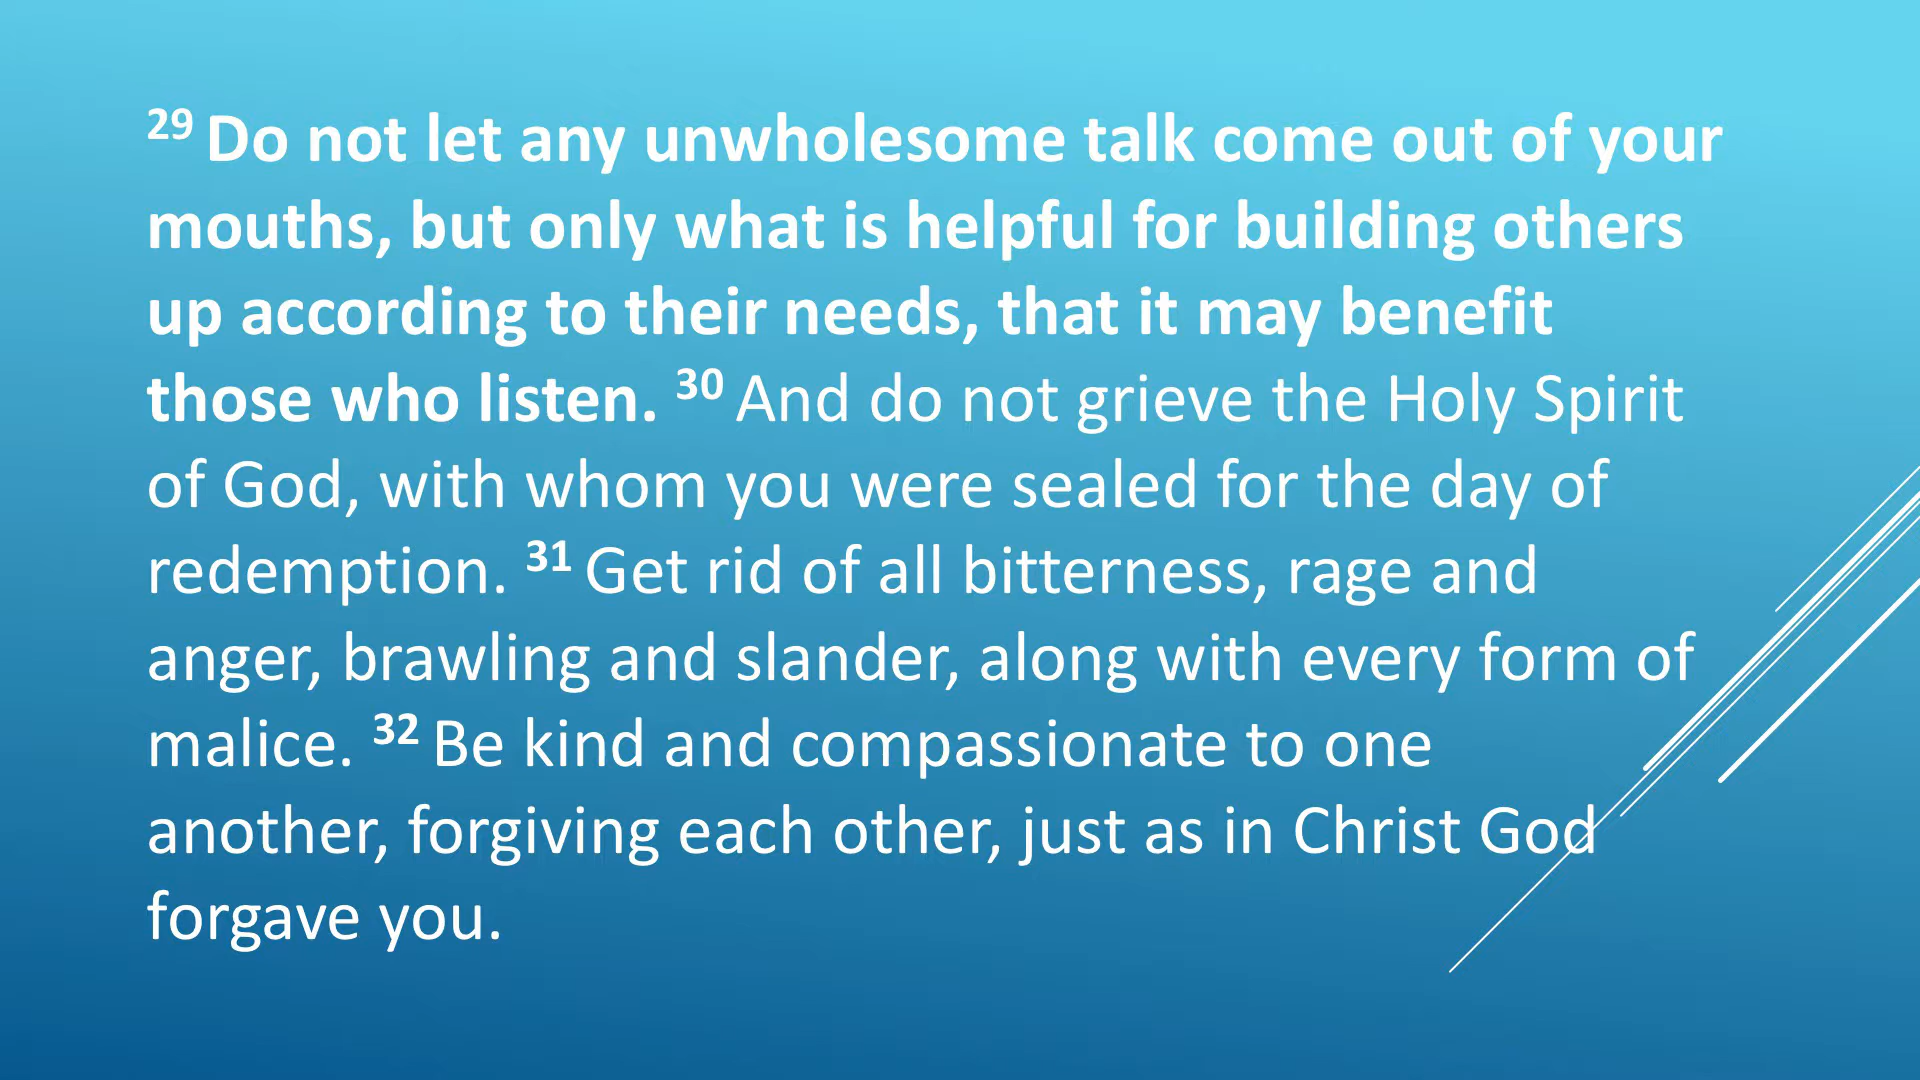 29 Do not let any unwholesome talk come out of your
mouths, but only what is helpful for building others
up according to their needs, that it may benefit
those who listen. 30 And do not grieve the Holy Spirit
of God, with whom you were sealed for the day of
redemption. 31 Get rid of all bitterness, rage and
anger, brawling and slander, along with every form of
malice. 32 Be kind and compassionate to one
another, forgiving each other, just as in Christ God
forgave you.